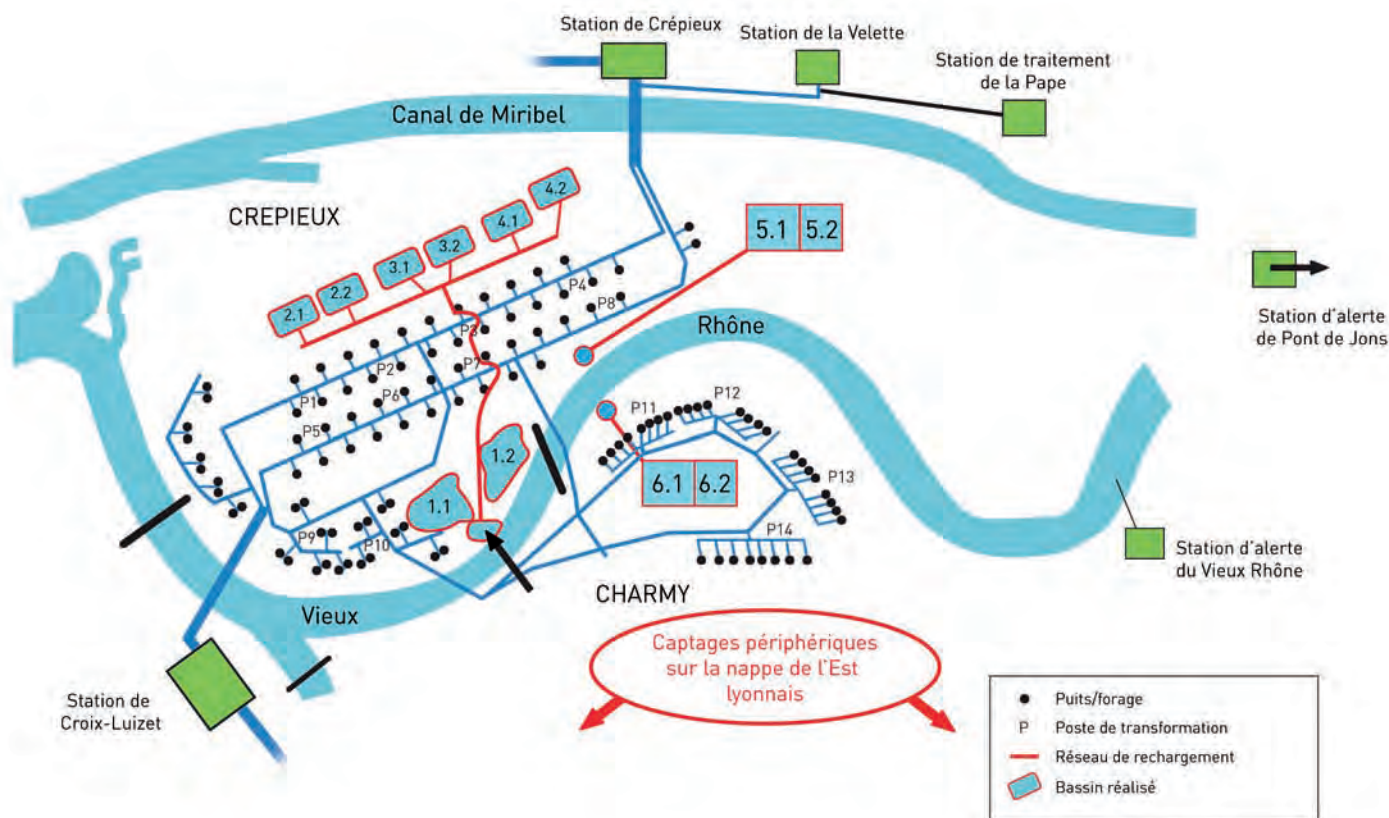 Station de Crépieux
Station de la Velette
Station de traitement
de la Pape
Canal de Miribel
CREPIEUX
4.2
4.1
3.2
3.1
2.2
2.1
5.1
5.2
P4
P8
P3
P7
P2
P6
P1
P5
Rhône
Station d'alerte
de Pont de Jons
P11
P12
P13
1.2
1.1
6.1
6.2
P9
P10
P14
Station d'alerte
du Vieux Rhône
Vieux
CHARMY
Captages périphériques
sur la nappe de l'Est
lyonnais
Station de
Croix-Luizet
Puits/forage
P
Poste de transformation
Réseau de rechargement
Bassin réalisé